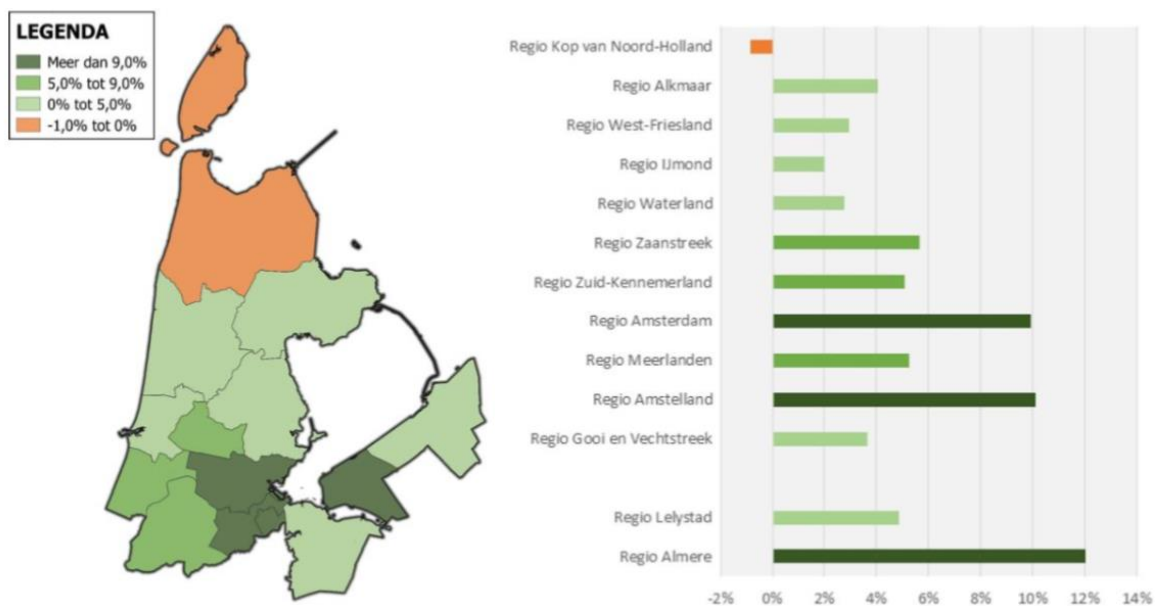 LEGENDA
Meer dan 9,0%
5,0% tot 9,0%
0% tot 5,0%
-1,0% tot 0%
Regio Kop van Noord-Holland
Regio Alkmaar
Regio West-Friesland
Regio IJmond
Regio Waterland
Regio Zaanstreek
Regio Zuid-Kennemerland
Regio Amsterdam
Regio Meerlanden
Regio Amstelland
Regio Gooi en Vechtstreek
Regio Lelystad
Regio Almere
-2% 0% 2% 4% 6% 8% 10% 12% 14%